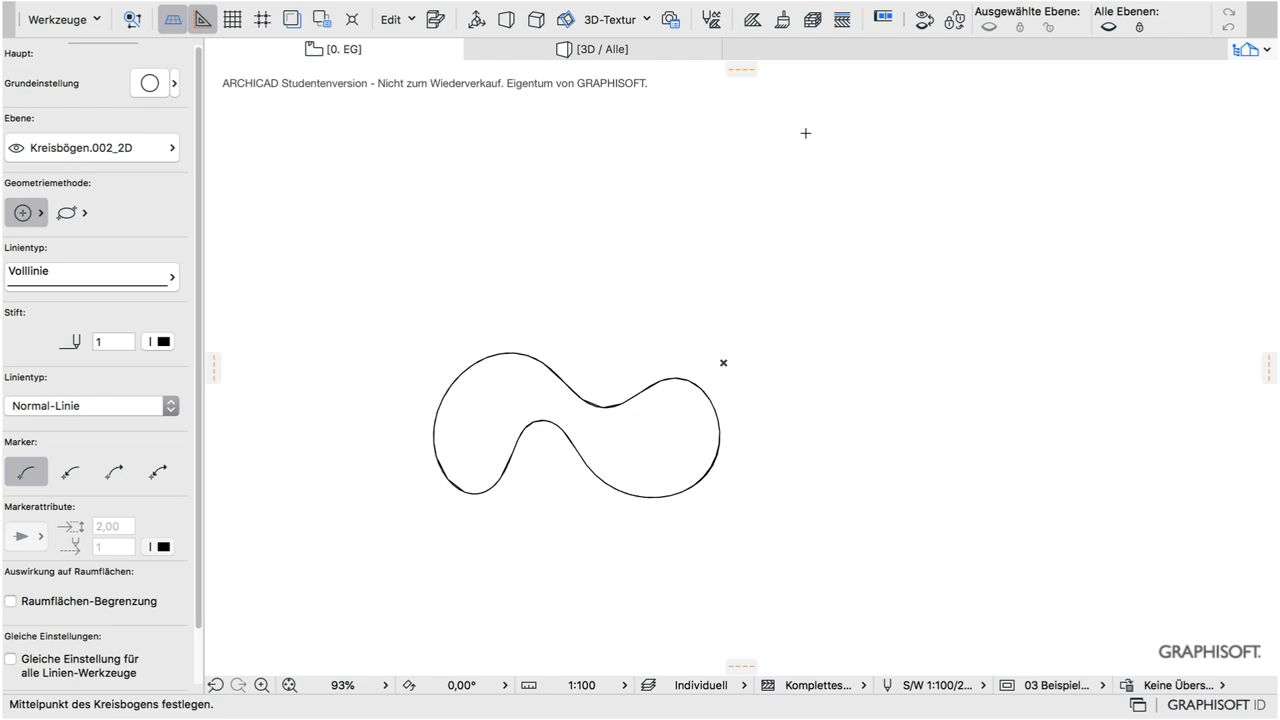 Werkzeuge
Edit
3D-Textur
Ausgewählte Ebene:
Alle Ebenen:
[0. EG]
[3D / Alle]
Haupt:
Grundeinstellung
Ebene:
Kreisbögen.002_2D
Geometriemethode:
Linientyp:
Volllinie
Stift:
1
Linientyp:
Normal-Linie
Marker:
Markerattribute:
2,00
1
Auswirkung auf Raumflächen:
Raumflächen-Begrenzung
Gleiche Einstellungen:
Gleiche Einstellung für
alle Linien-Werkzeuge
ARCHICAD Studentenversion - Nicht zum Wiederverkauf. Eigentum von GRAPHISOFT.
GRAPHISOFT.
93%
0,00°
1:100
Individuell
Komplettes...
S/W 1:100/2...
03 Beispiel...
Keine Übers...
Mittelpunkt des Kreisbogens festlegen.
GRAPHISOFT ID